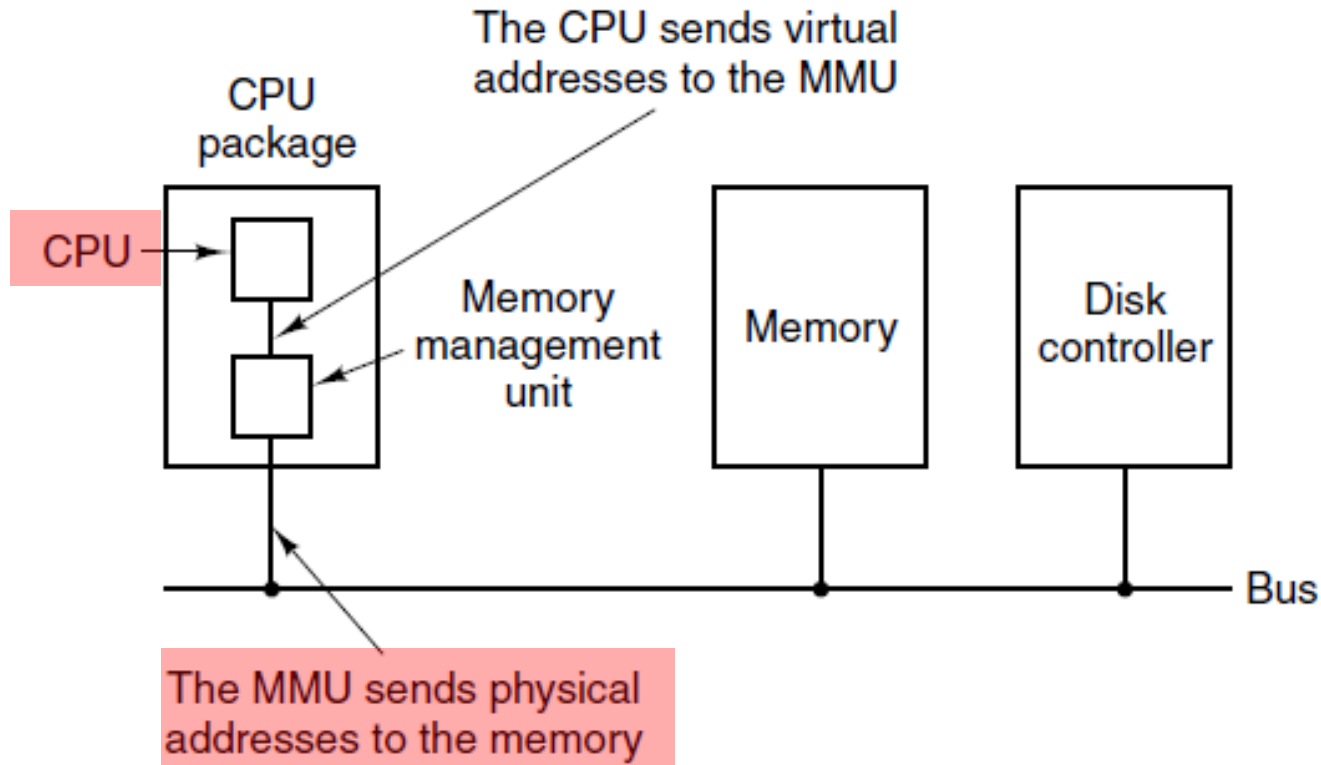 The CPU sends virtual
addresses to the MMU
CPU
package
CPU
Memory
management
unit
Memory
Disk
controller
Bus
The MMU sends physical
addresses to the memory